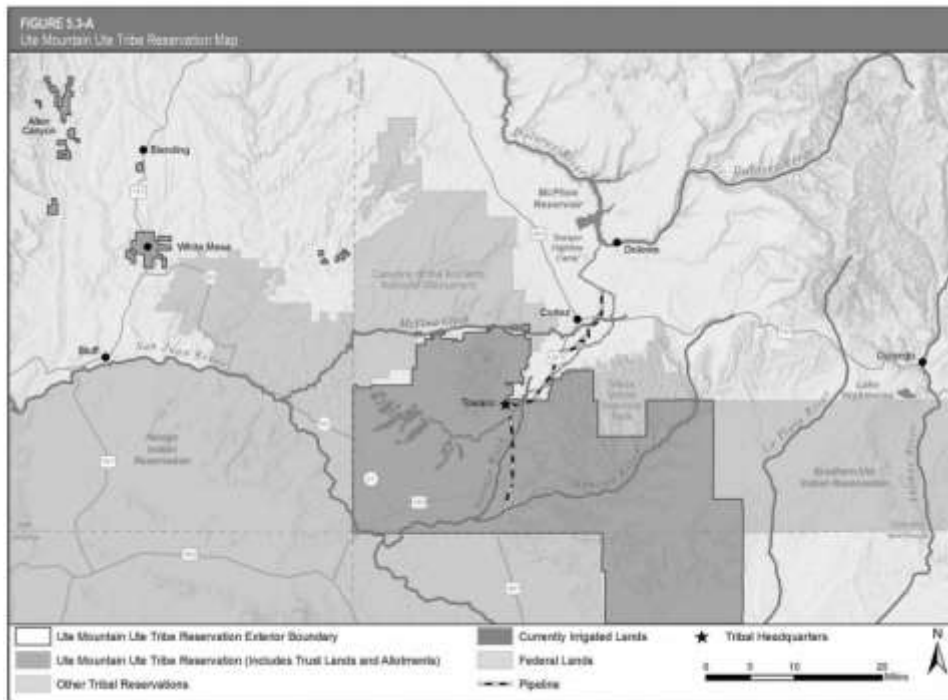 FIGURE 5.3-A
Ute Mountain Ute Tribe Reservation Map
Allen
Canyon
Blanding
White Mesa
Bluff
San Juan River
Navajo
Indian
Reservation
Canyons of the Ancients
National Monument
McElmo Creek
McPhee
Reservoir
Dolores River
Dolores
Cortez
Towaoc
Mesa
Verde
National
Park
La Plata River
Durango
Lake
Nighthorse
Southern Ute
Indian Reservation
Ute Mountain Ute Tribe Reservation Exterior Boundary
Ute Mountain Ute Tribe Reservation (Includes Trust Lands and Allotments)
Other Tribal Reservations
Currently Irrigated Lands
Federal Lands
Pipeline
Tribal Headquarters
N
0 5 10 20
Miles